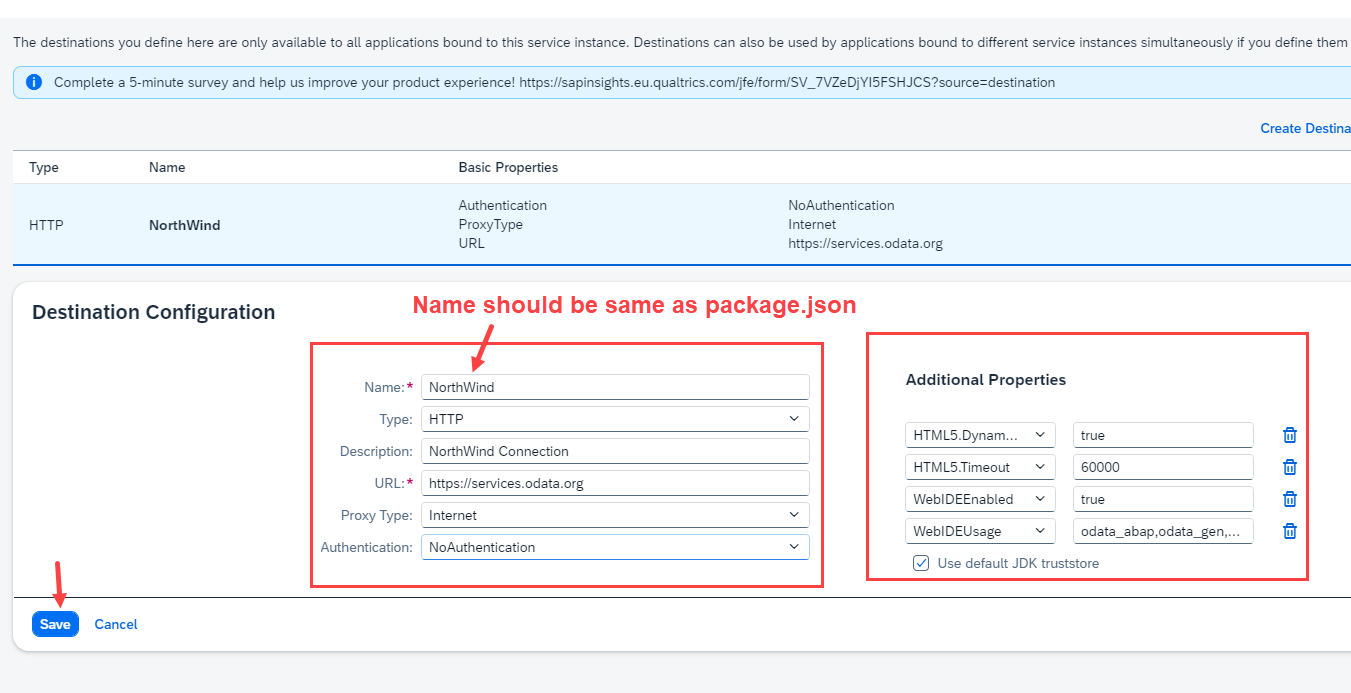 The destinations you define here are only available to all applications bound to this service instance. Destinations can also be used by applications bound to different service instances simultaneously if you define them
Complete a 5-minute survey and help us improve your product experience! https://sapinsights.eu.qualtrics.com/jfe/form/SV_7VZeDjYI5FSHJCS?source=destination
Create Destina
Type Name Basic Properties
HTTP NorthWind
Authentication NoAuthentication
ProxyType Internet
URL https://services.odata.org
Destination Configuration
Name should be same as package.json
Name:* NorthWind
Type: HTTP
Description: NorthWind Connection
URL:* https://services.odata.org
Proxy Type: Internet
Authentication: NoAuthentication
Additional Properties
HTML5.Dynam... true
HTML5.Timeout 60000
WebIDEEnabled true
WebIDEUsage odata_abap,odata_gen,...
Use default JDK truststore
Save Cancel